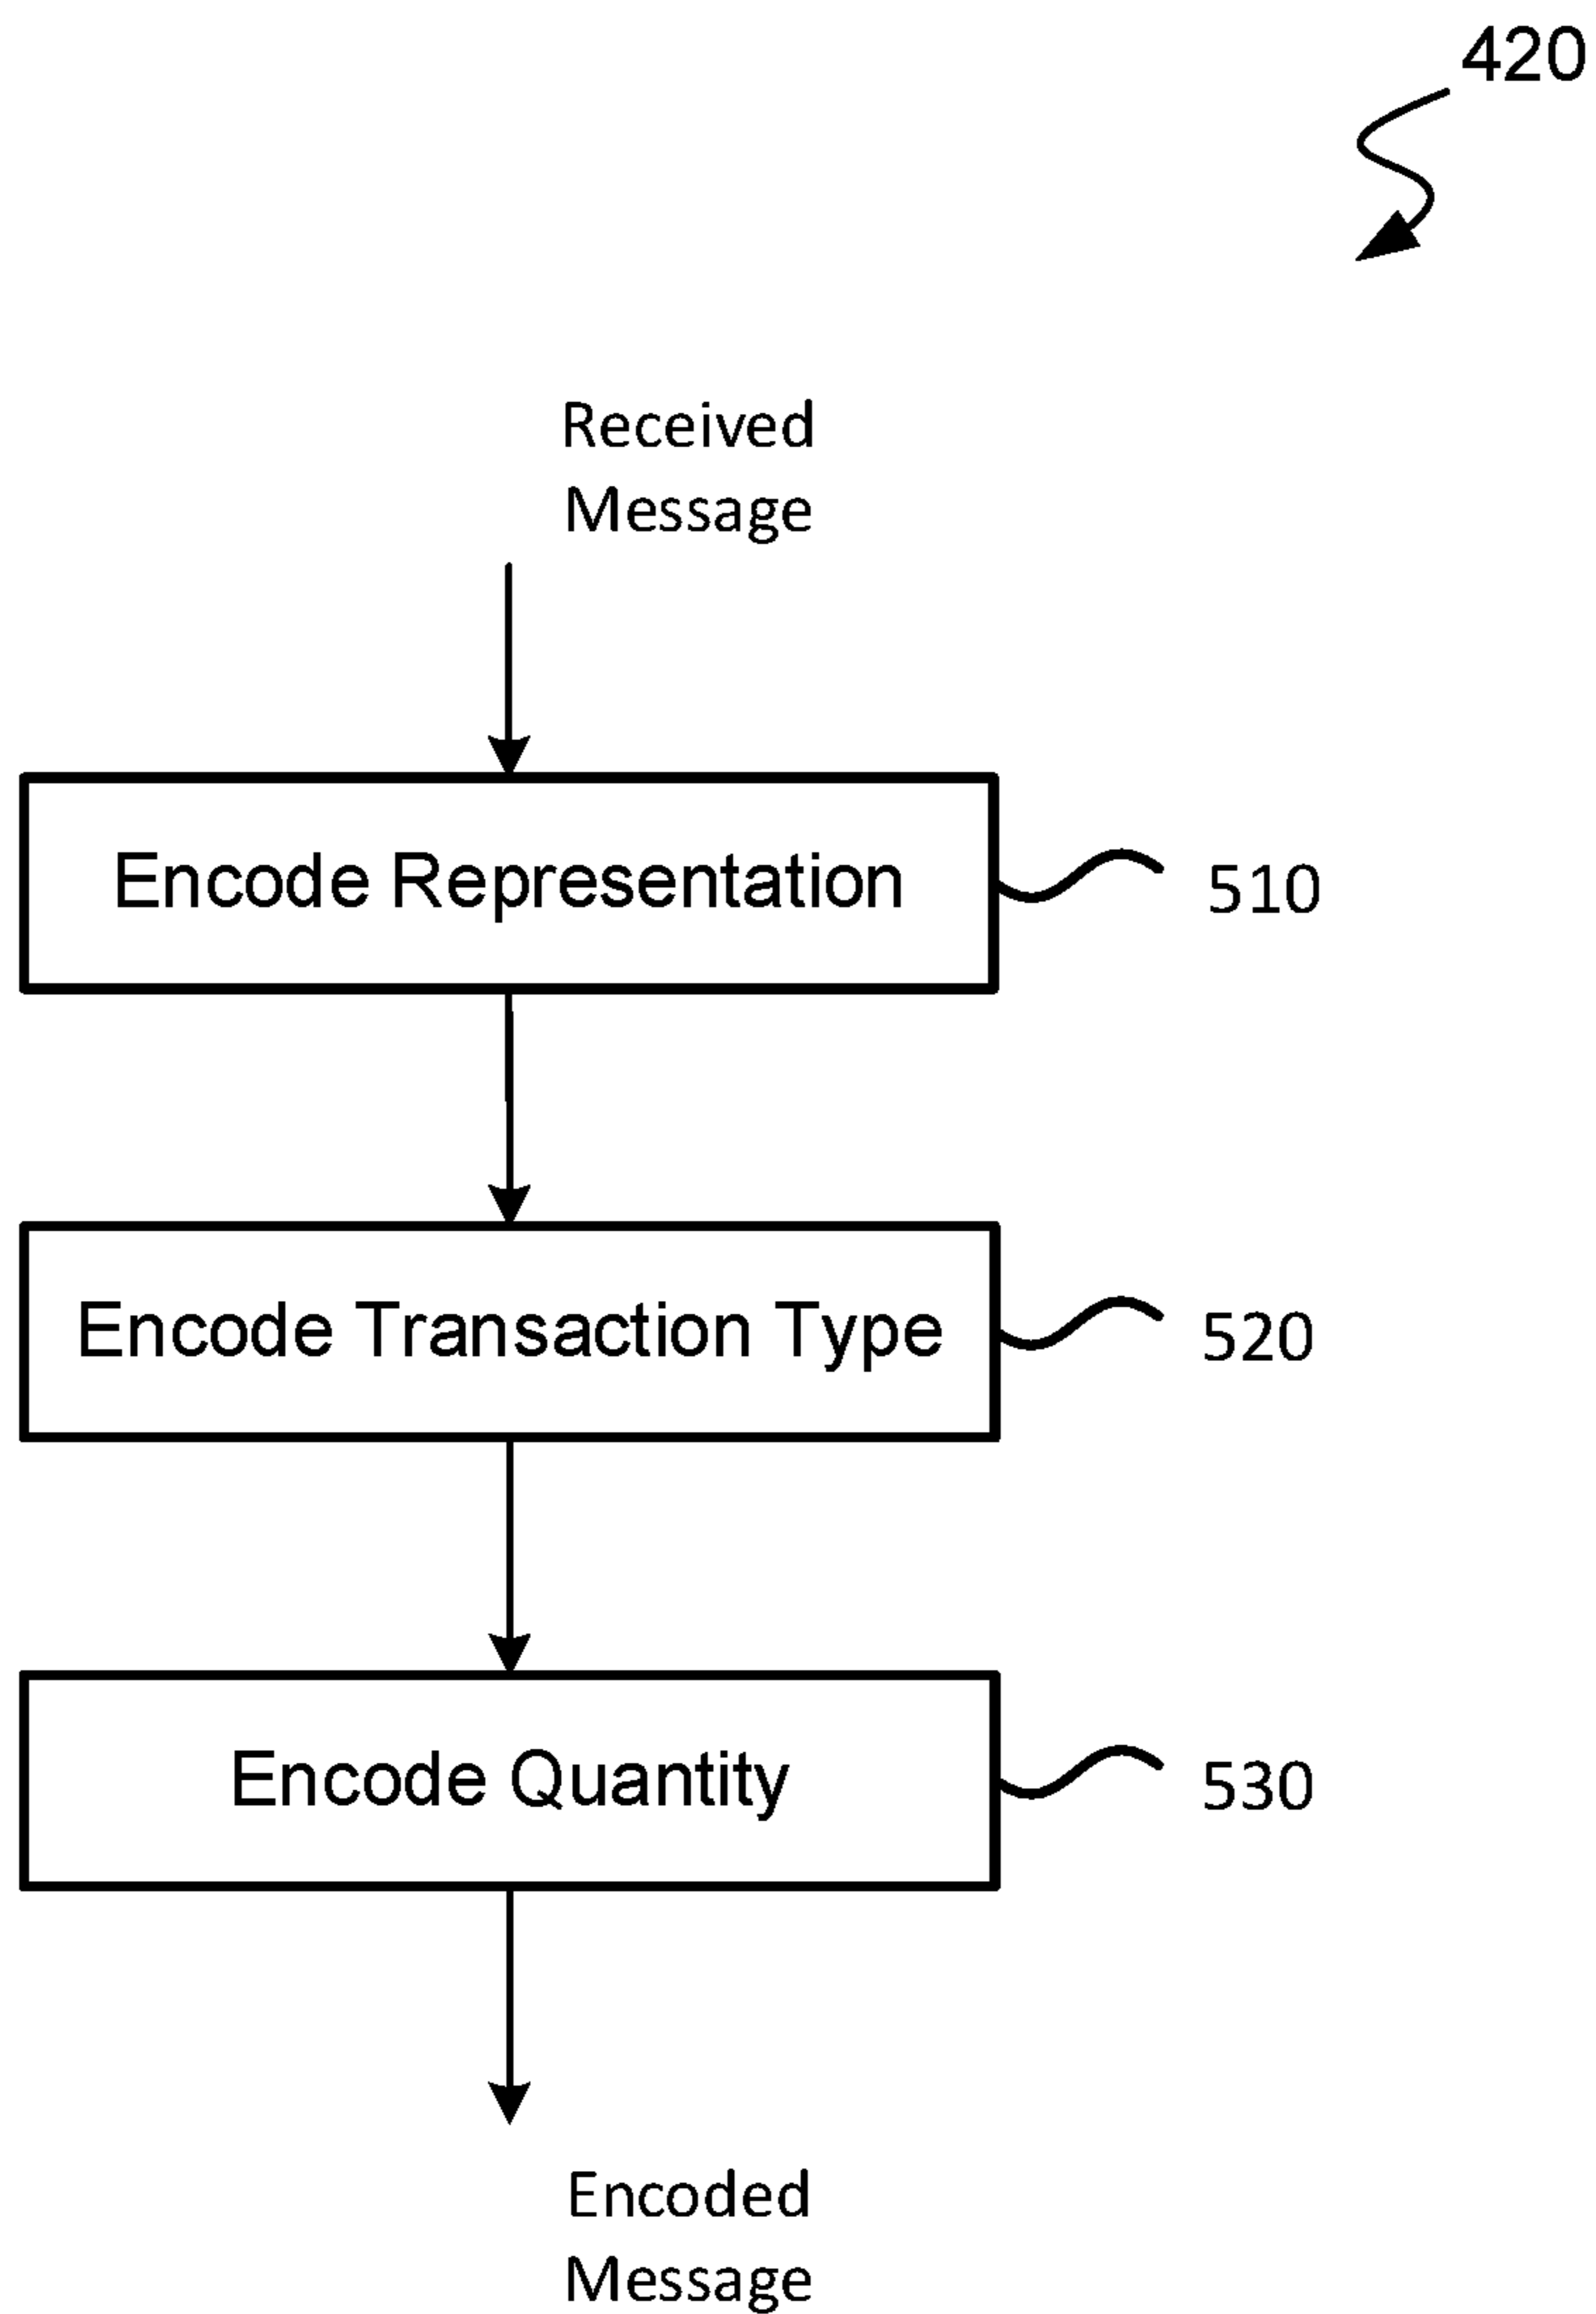 420
Received
Message
Encode Representation
510
Encode Transaction Type
520
Encode Quantity
530
Encoded
Message